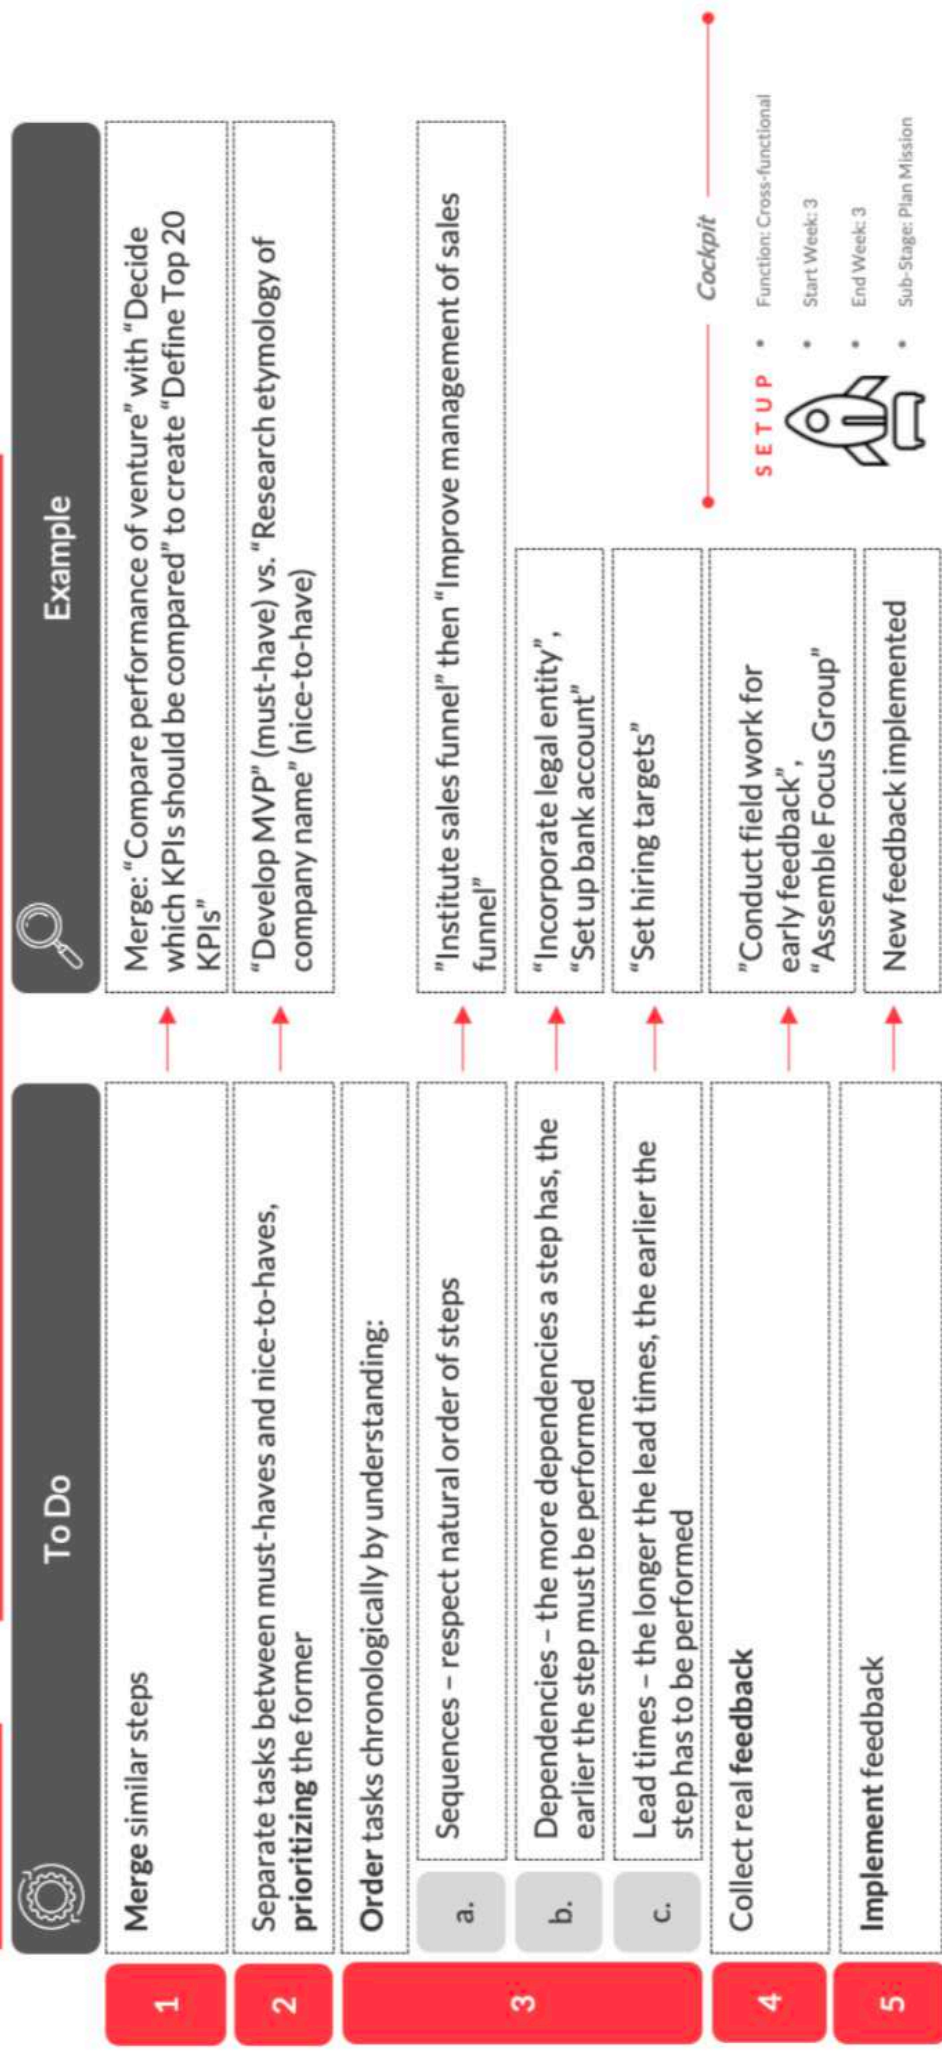 To Do
Example
1
Merge similar steps
Merge: “Compare performance of venture” with “Decide
which KPIs should be compared” to create “Define Top 20
KPIs”
2
Separate tasks between must-haves and nice-to-haves,
prioritizing the former
“Develop MVP” (must-have) vs. “Research etymology of
company name” (nice-to-have)
3
Order tasks chronologically by understanding:
a.
Sequences – respect natural order of steps
”Institute sales funnel” then “Improve management of sales
funnel”
b.
Dependencies – the more dependencies a step has, the
earlier the step must be performed
“Incorporate legal entity”,
“Set up bank account”
c.
Lead times – the longer the lead times, the earlier the
step has to be performed
“Set hiring targets”
4
Collect real feedback
”Conduct field work for
early feedback”,
“Assemble Focus Group”
5
Implement feedback
New feedback implemented
Cockpit
SETUP
• Function: Cross-functional
• Start Week: 3
• End Week: 3
• Sub-Stage: Plan Mission